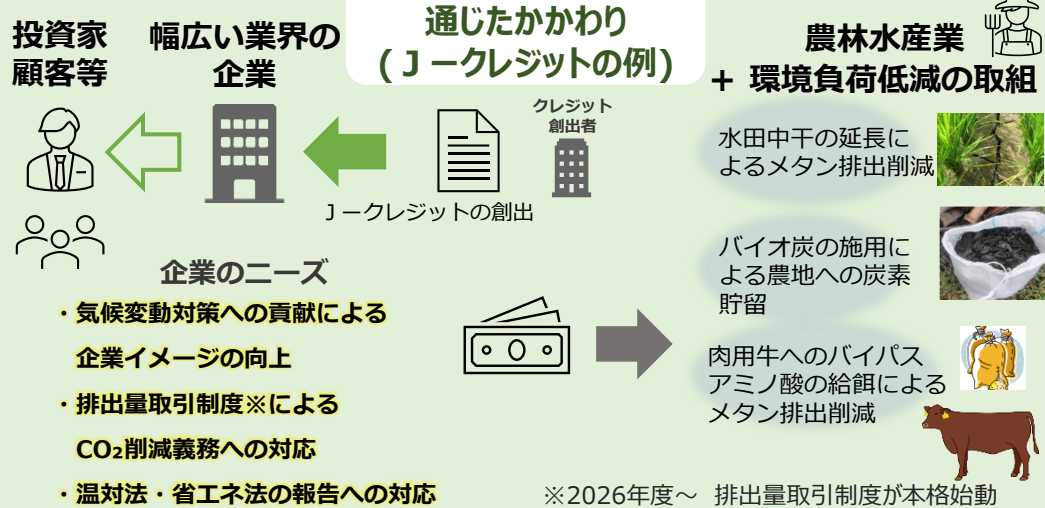 通じたかかわり
(Jークレジットの例)
投資家
顧客等
幅広い業界の
企業
クレジット
創出者
Jークレジットの創出
農林水産業
+ 環境負荷低減の取組
水田中干の延長に
よるメタン排出削減
バイオ炭の施用に
よる農地への炭素
貯留
肉用牛へのバイパス
アミノ酸の給餌による
メタン排出削減
企業のニーズ
・気候変動対策への貢献による
企業イメージの向上
・排出量取引制度※による
CO₂削減義務への対応
・温対法・省エネ法の報告への対応
※2026年度～ 排出量取引制度が本格始動